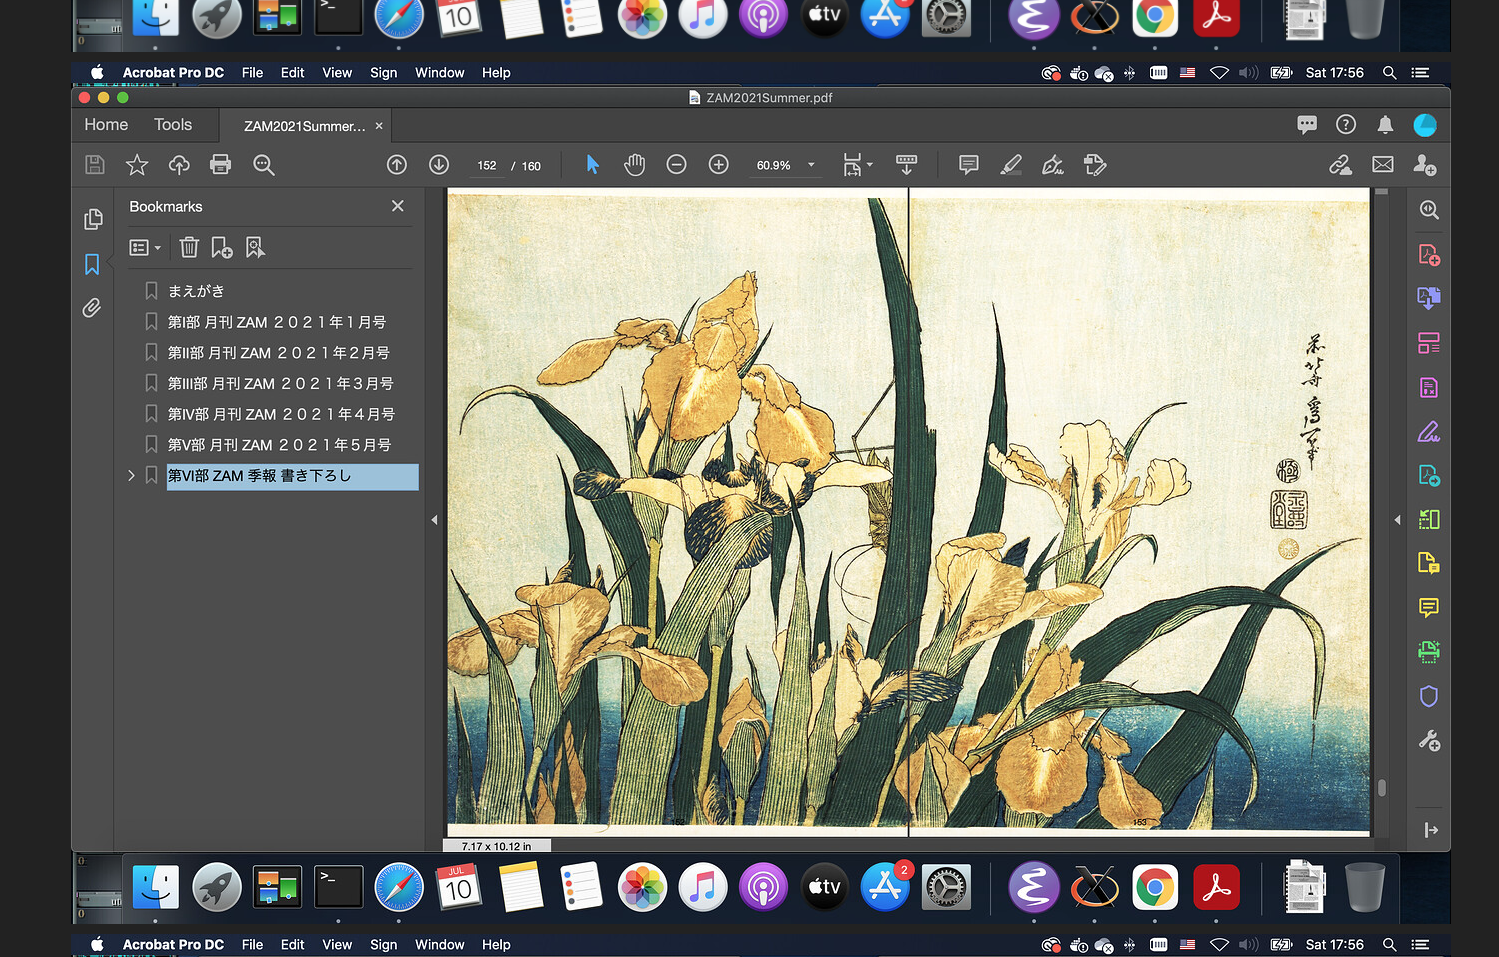 JUL
10
tv
Acrobat Pro DC File Edit View Sign Window Help
Sat 17:56
ZAM2021Summer.pdf
Home Tools ZAM2021Summer... ×
152 / 160 60.9%
Bookmarks
まえがき
第I部 月刊 ZAM ２０２１年１月号
第II部 月刊 ZAM ２０２１年２月号
第III部 月刊 ZAM ２０２１年３月号
第IV部 月刊 ZAM ２０２１年４月号
第V部 月刊 ZAM ２０２１年５月号
第VI部 ZAM 季報 書き下ろし
152
153
7.17 x 10.12 in
>_
JUL
10
tv
2
Acrobat Pro DC File Edit View Sign Window Help
Sat 17:56